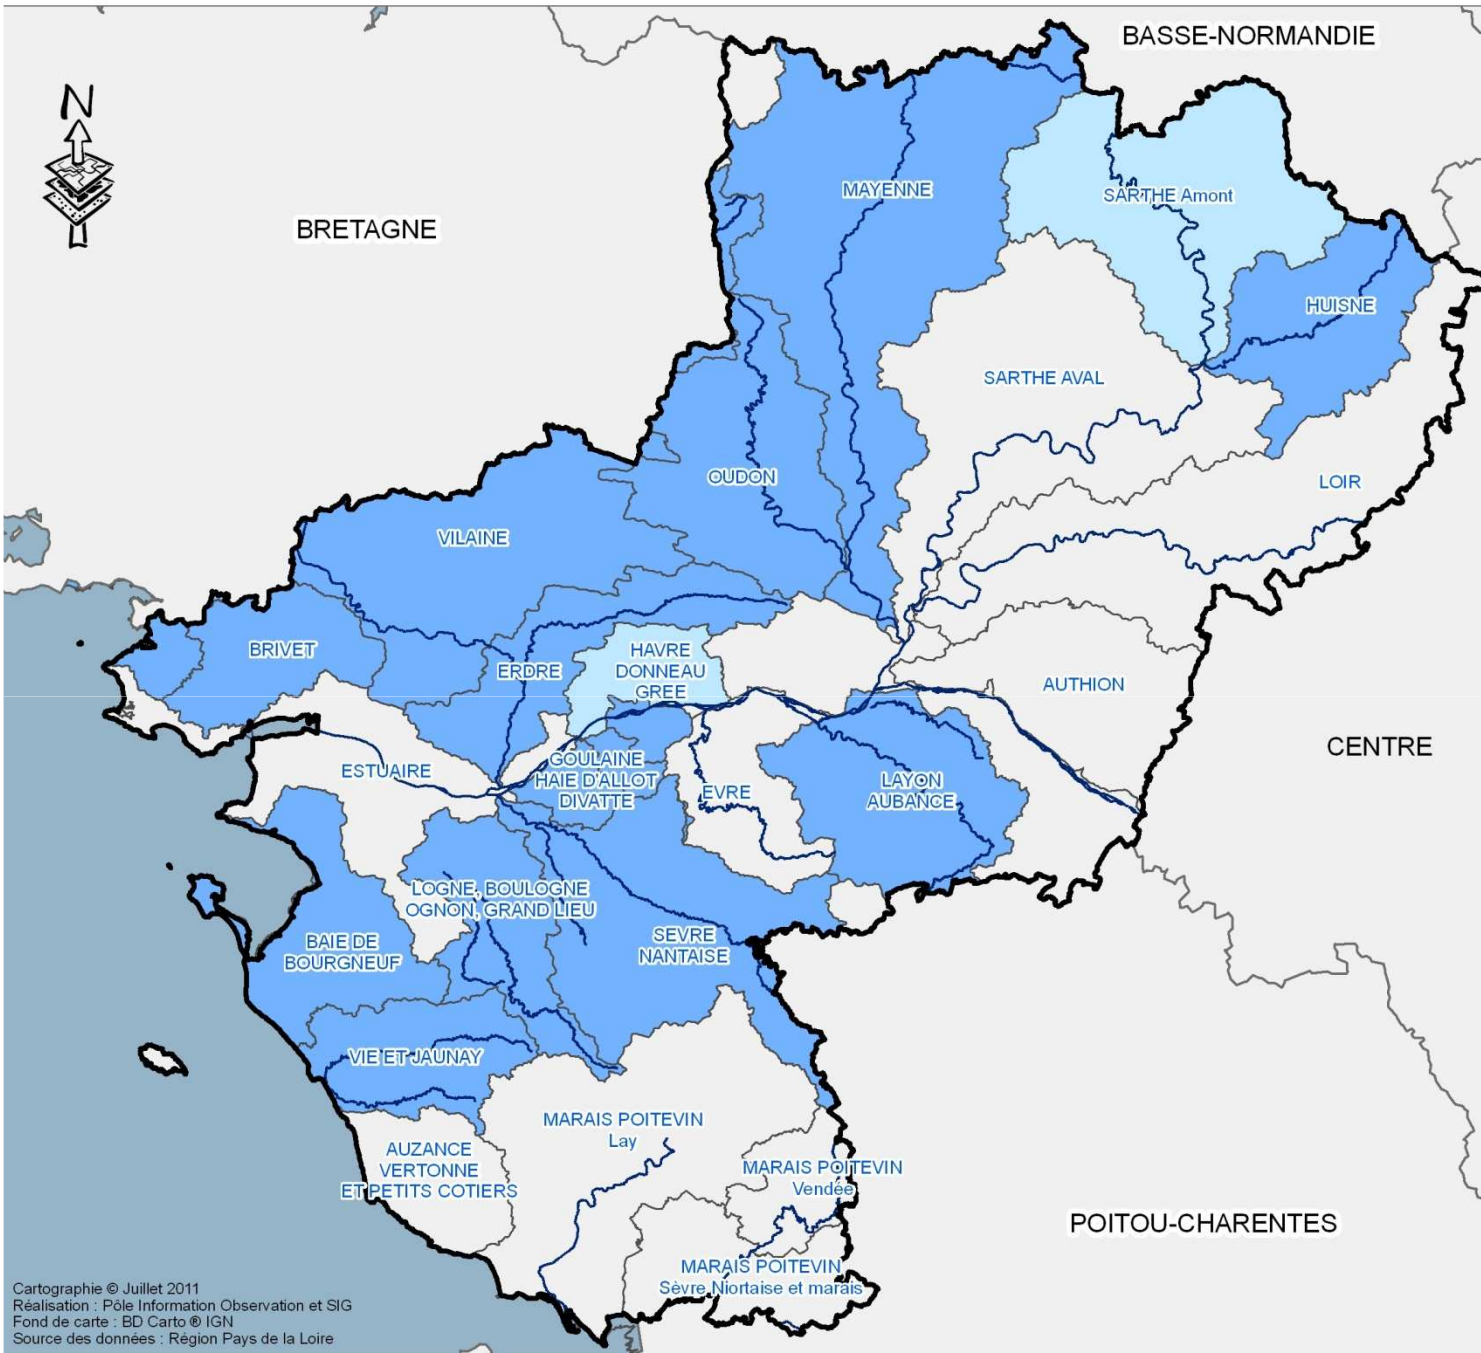 BASSE-NORMANDIE
N
BRETAGNE
MAYENNE
SARTHE Amont
HUISNE
SARTHE AVAL
OUDON
LOIR
VILAINE
BRIVET
ERDRE
HAVRE
DONNEAU
GREE
AUTHION
CENTRE
ESTUAIRE
GOULAINE
HAIE D'ALLOT
DIVATTE
EVRE
LAYON
AUBANCE
LOGNE, BOULOGNE
OGNON, GRAND LIEU
BAIE DE
BOURGNEUF
SEVRE
NANTAISE
VIE ET JAUNAY
MARAIS POITEVIN
Lay
AUZANCE
VERTONNE
ET PETITS COTIERS
MARAIS POITEVIN
Vendée
POITOU-CHARENTES
MARAIS POITEVIN
Sèvre Niortaise et marais
Cartographie © Juillet 2011
Réalisation : Pôle Information Observation et SIG
Fond de carte : BD Carto ® IGN
Source des données : Région Pays de la Loire